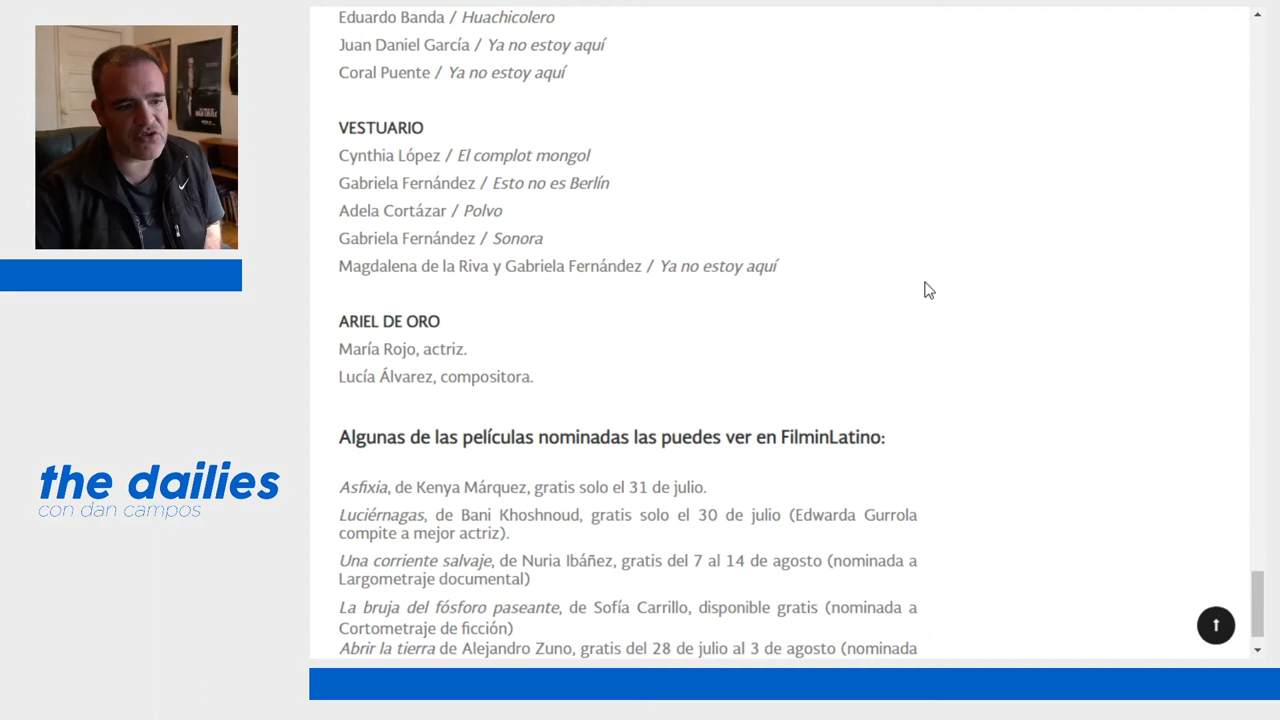 Eduardo Banda / Huachicolero
Juan Daniel García / Ya no estoy aquí
Coral Puente / Ya no estoy aquí
VESTUARIO
Cynthia López / El complot mongol
Gabriela Fernández / Esto no es Berlín
Adela Cortázar / Polvo
Gabriela Fernández / Sonora
Magdalena de la Riva y Gabriela Fernández / Ya no estoy aquí
ARIEL DE ORO
María Rojo, actriz.
Lucía Álvarez, compositora.
Algunas de las películas nominadas las puedes ver en FilminLatino:
Asfixia, de Kenya Márquez, gratis solo el 31 de julio.
Luciérnagas, de Bani Khoshnoud, gratis solo el 30 de julio (Edwarda Gurrola
compite a mejor actriz).
Una corriente salvaje, de Nuria Ibáñez, gratis del 7 al 14 de agosto (nominada a
Largometraje documental)
La bruja del fósforo paseante, de Sofía Carrillo, disponible gratis (nominada a
Cortometraje de ficción)
Abrir la tierra de Alejandro Zuno, gratis del 28 de julio al 3 de agosto (nominada
the dailies
con dan campos